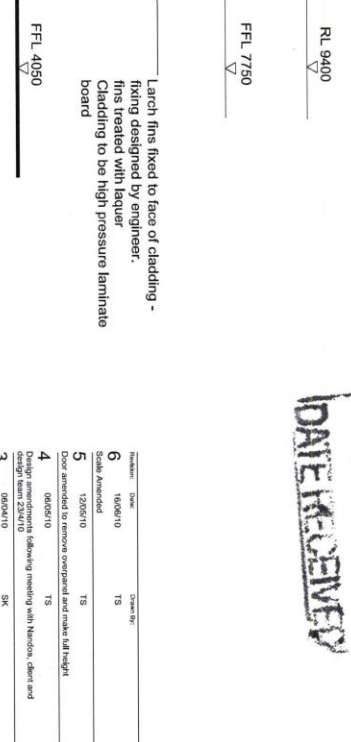 RL 9400
FFL 7750
Larch fins fixed to face of cladding -
fixing designed by engineer.
fins treated with laquer
Cladding to be high pressure laminate
board
FFL 4050
DATE RECEIVED
Revision: Date: Drawn By:
6 16/06/10 TS
Scale Amended
5 12/05/10 TS
Door amended to remove overpanel and make full height
4 06/05/10 TS
Design amendments following meeting with Nandos, client and
design team 23/4/10
3 06/04/10 SK